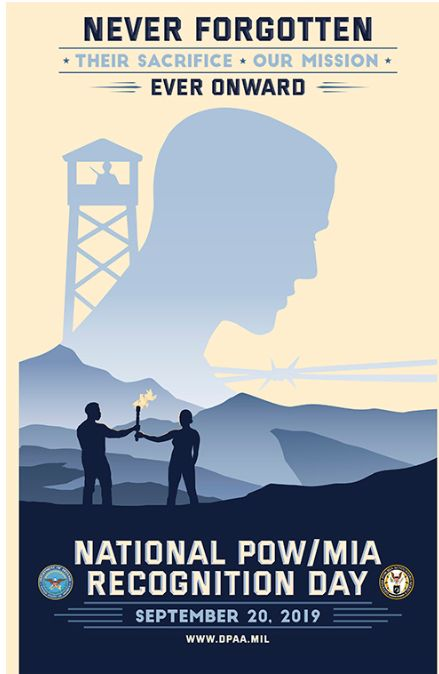 NEVER FORGOTTEN
★ THEIR SACRIFICE ★ OUR MISSION ★
EVER ONWARD
NATIONAL POW/MIA
RECOGNITION DAY
SEPTEMBER 20, 2019
WWW.DPAA.MIL